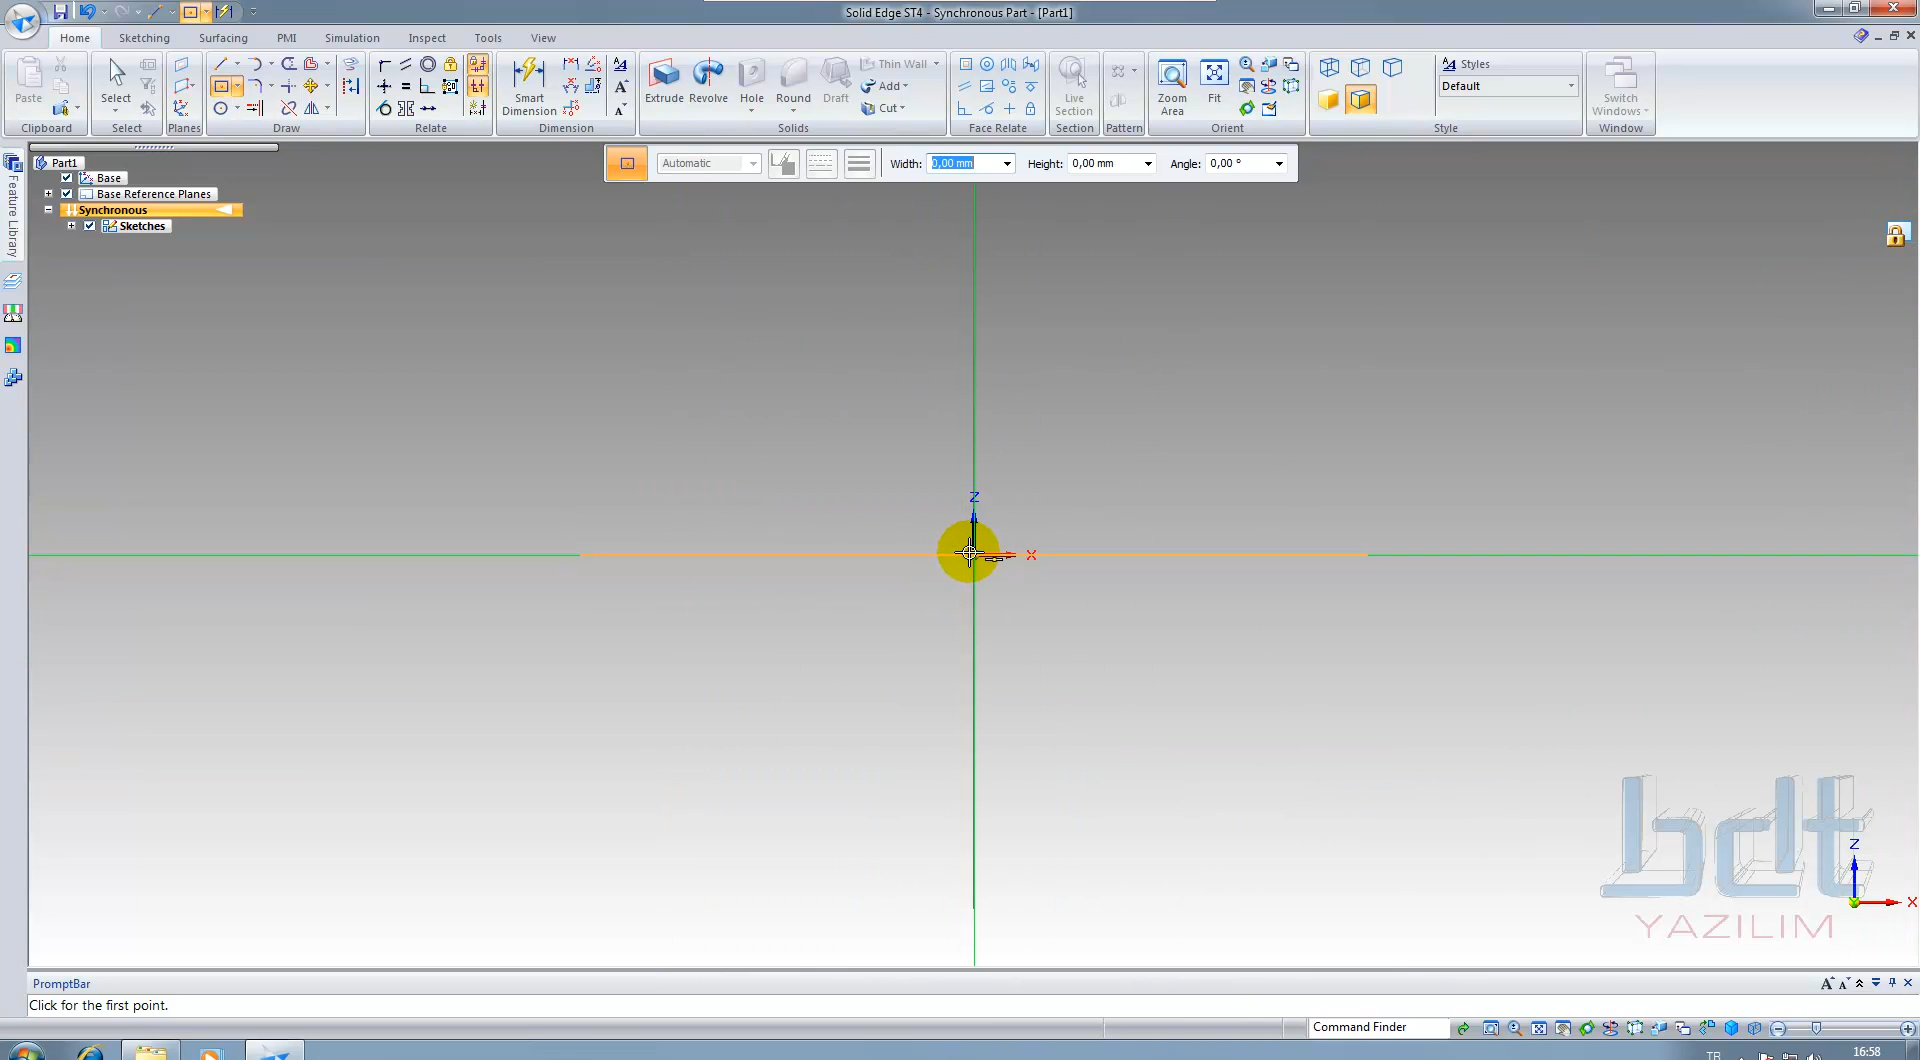 Solid Edge ST4 - Synchronous Part - [Part1]
Home Sketching Surfacing PMI Simulation Inspect Tools View
Paste Select Smart Dimension Extrude Revolve Hole Round Draft Thin Wall Add Cut Live Section Zoom Area Fit Styles Default Switch Windows
Clipboard Select Planes Draw Relate Dimension Solids Face Relate Section Pattern Orient Style Window
Automatic Width: 0,00 mm Height: 0,00 mm Angle: 0,00 °
Part1
Base
Base Reference Planes
Synchronous
Sketches
Feature Library
Z
X
bdt
Z
X
YAZILIM
PromptBar
Click for the first point.
Command Finder
TR
16:58